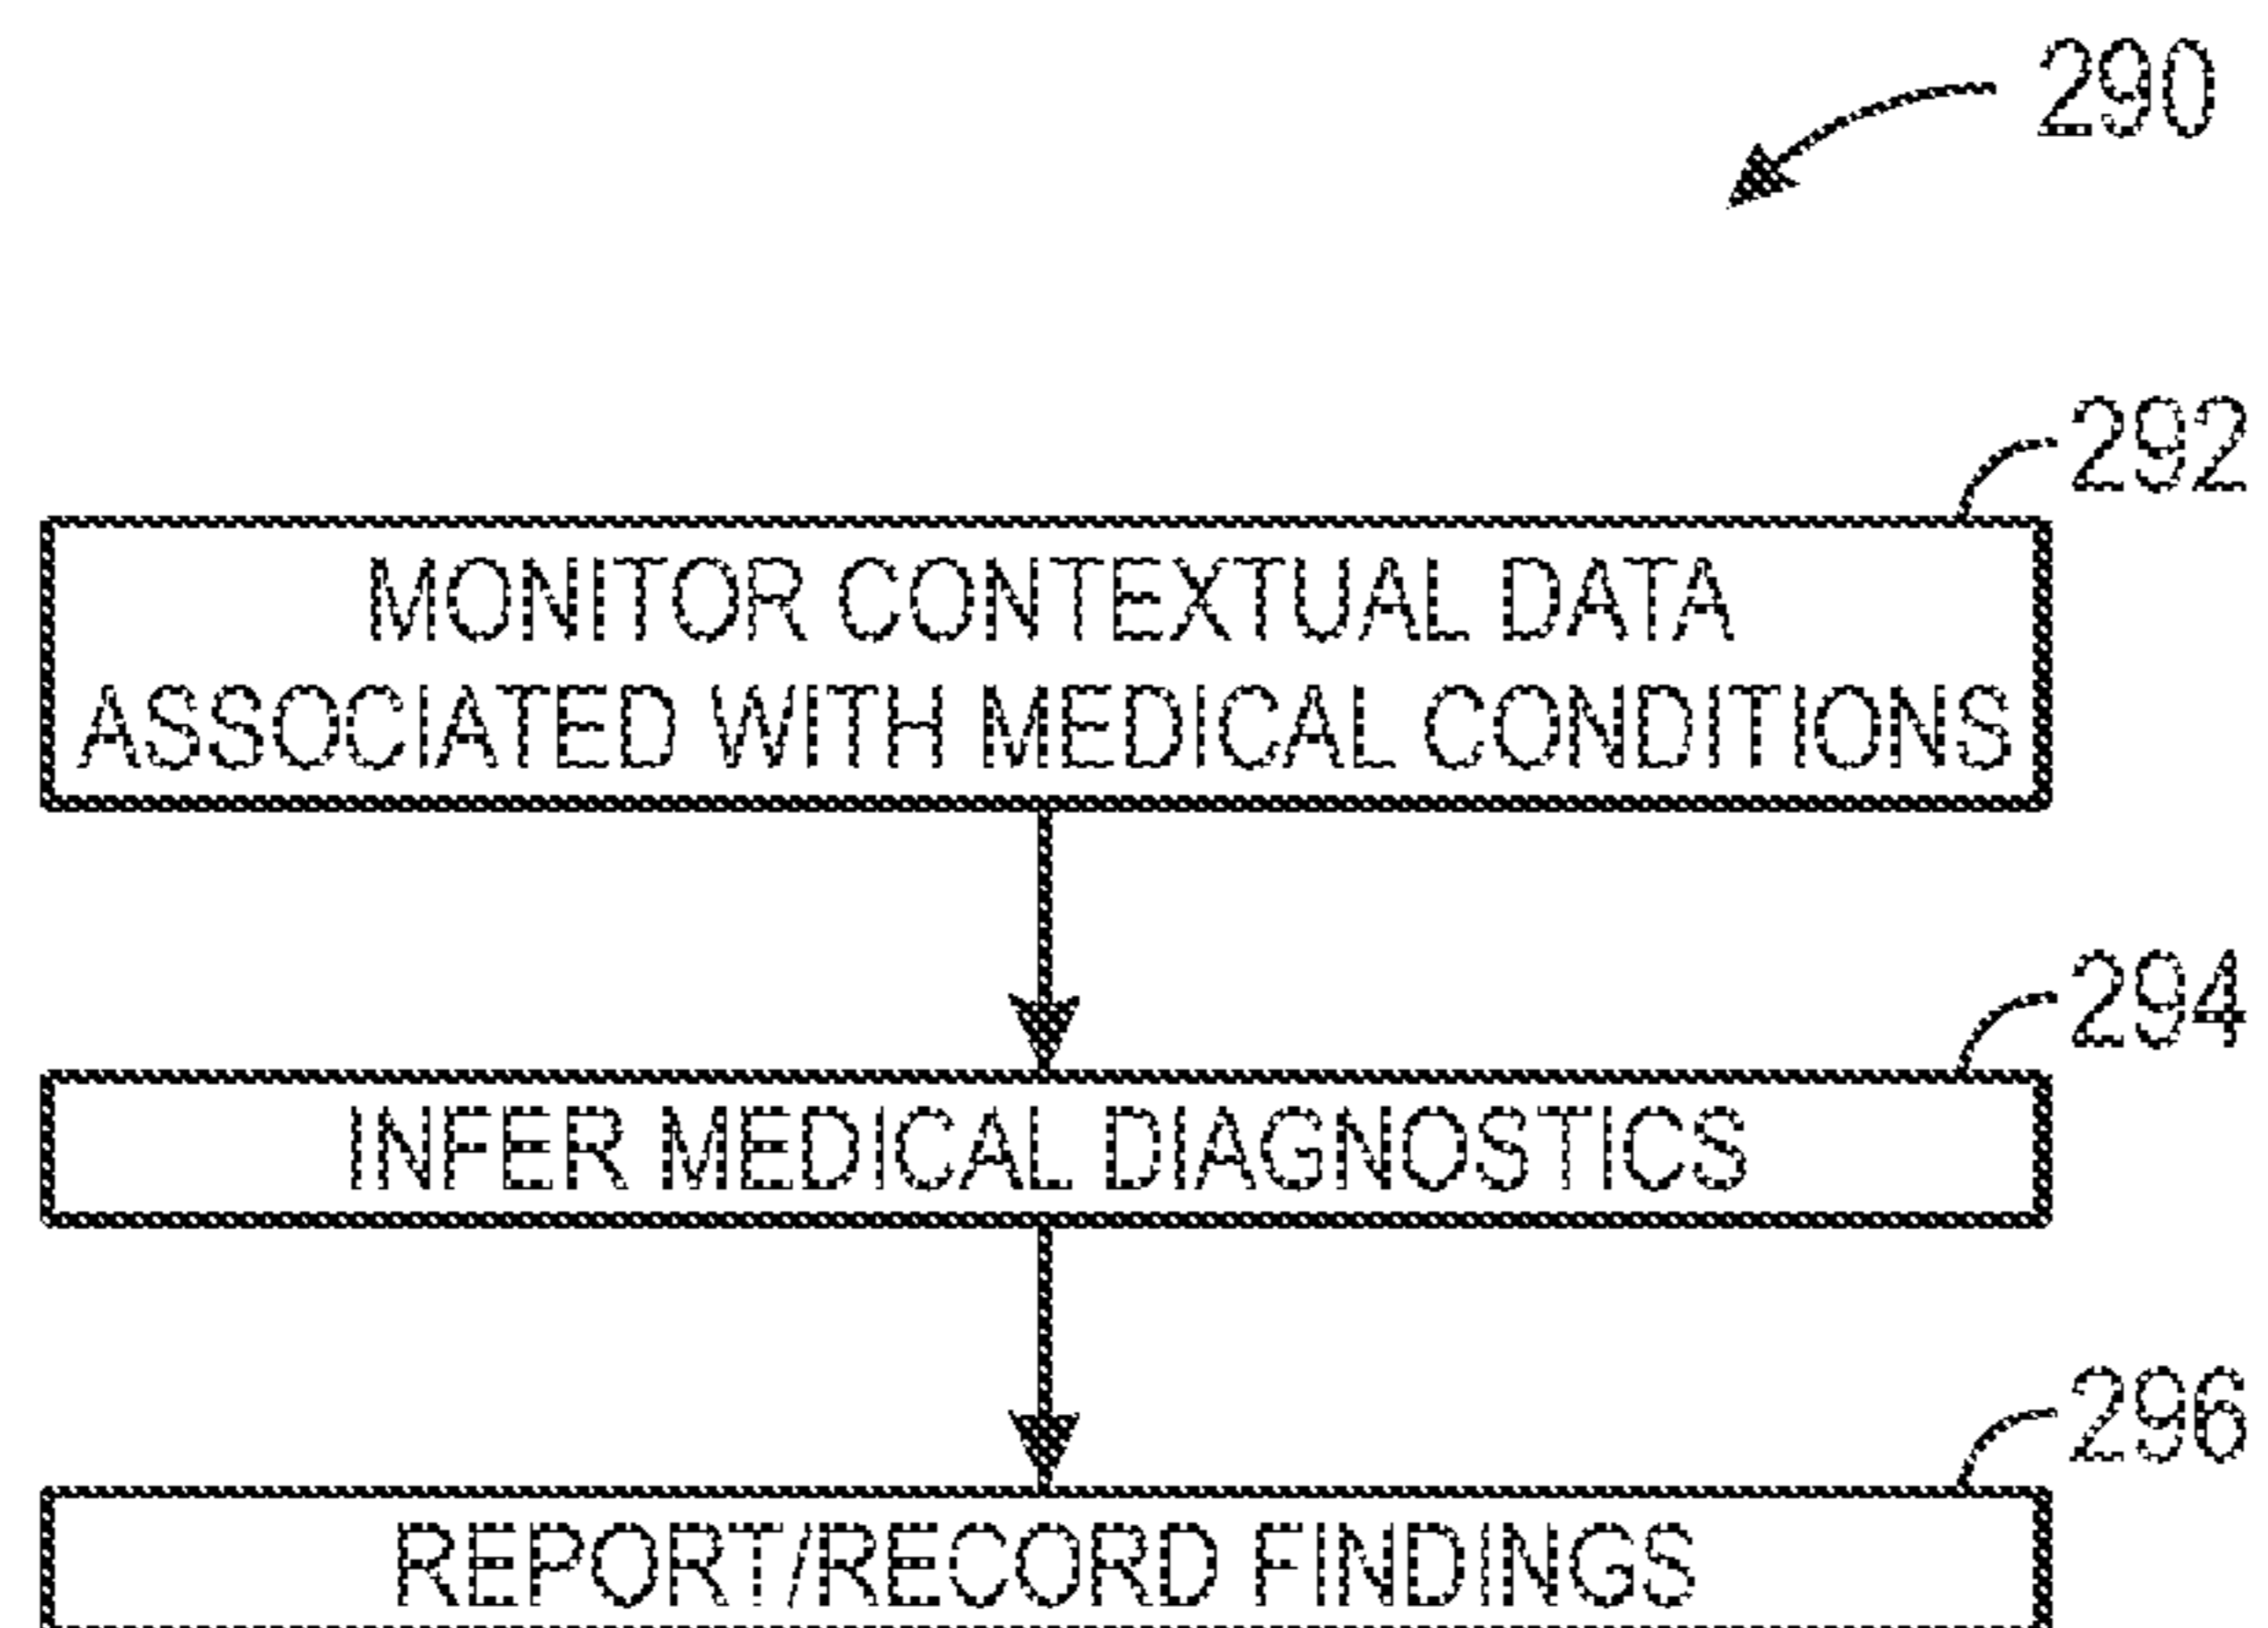 290
292
MONITOR CONTEXTUAL DATA
ASSOCIATED WITH MEDICAL CONDITIONS
294
INFER MEDICAL DIAGNOSTICS
296
REPORT/RECORD FINDINGS